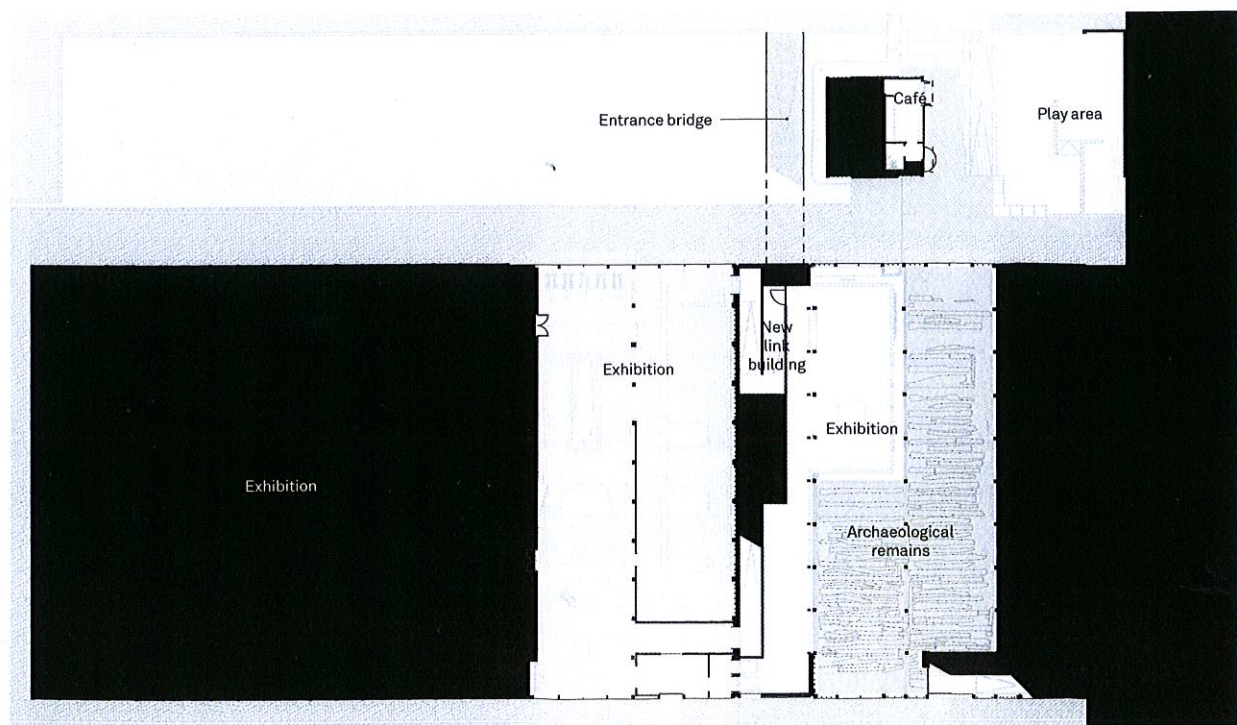 Entrance bridge
Café
Play area
New
link
building
Exhibition
Exhibition
Exhibition
Archaeological
remains